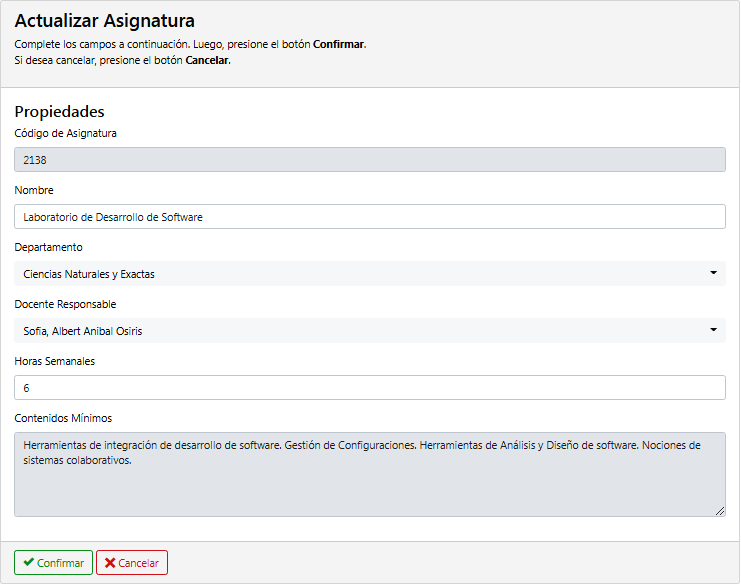 Actualizar Asignatura
Complete los campos a continuación. Luego, presione el botón Confirmar.
Si desea cancelar, presione el botón Cancelar.
Propiedades
Código de Asignatura
2138
Nombre
Laboratorio de Desarrollo de Software
Departamento
Ciencias Naturales y Exactas
Docente Responsable
Sofia, Albert Anibal Osiris
Horas Semanales
6
Contenidos Mínimos
Herramientas de integración de desarrollo de software. Gestión de Configuraciones. Herramientas de Análisis y Diseño de software. Nociones de
sistemas colaborativos.
Confirmar Cancelar